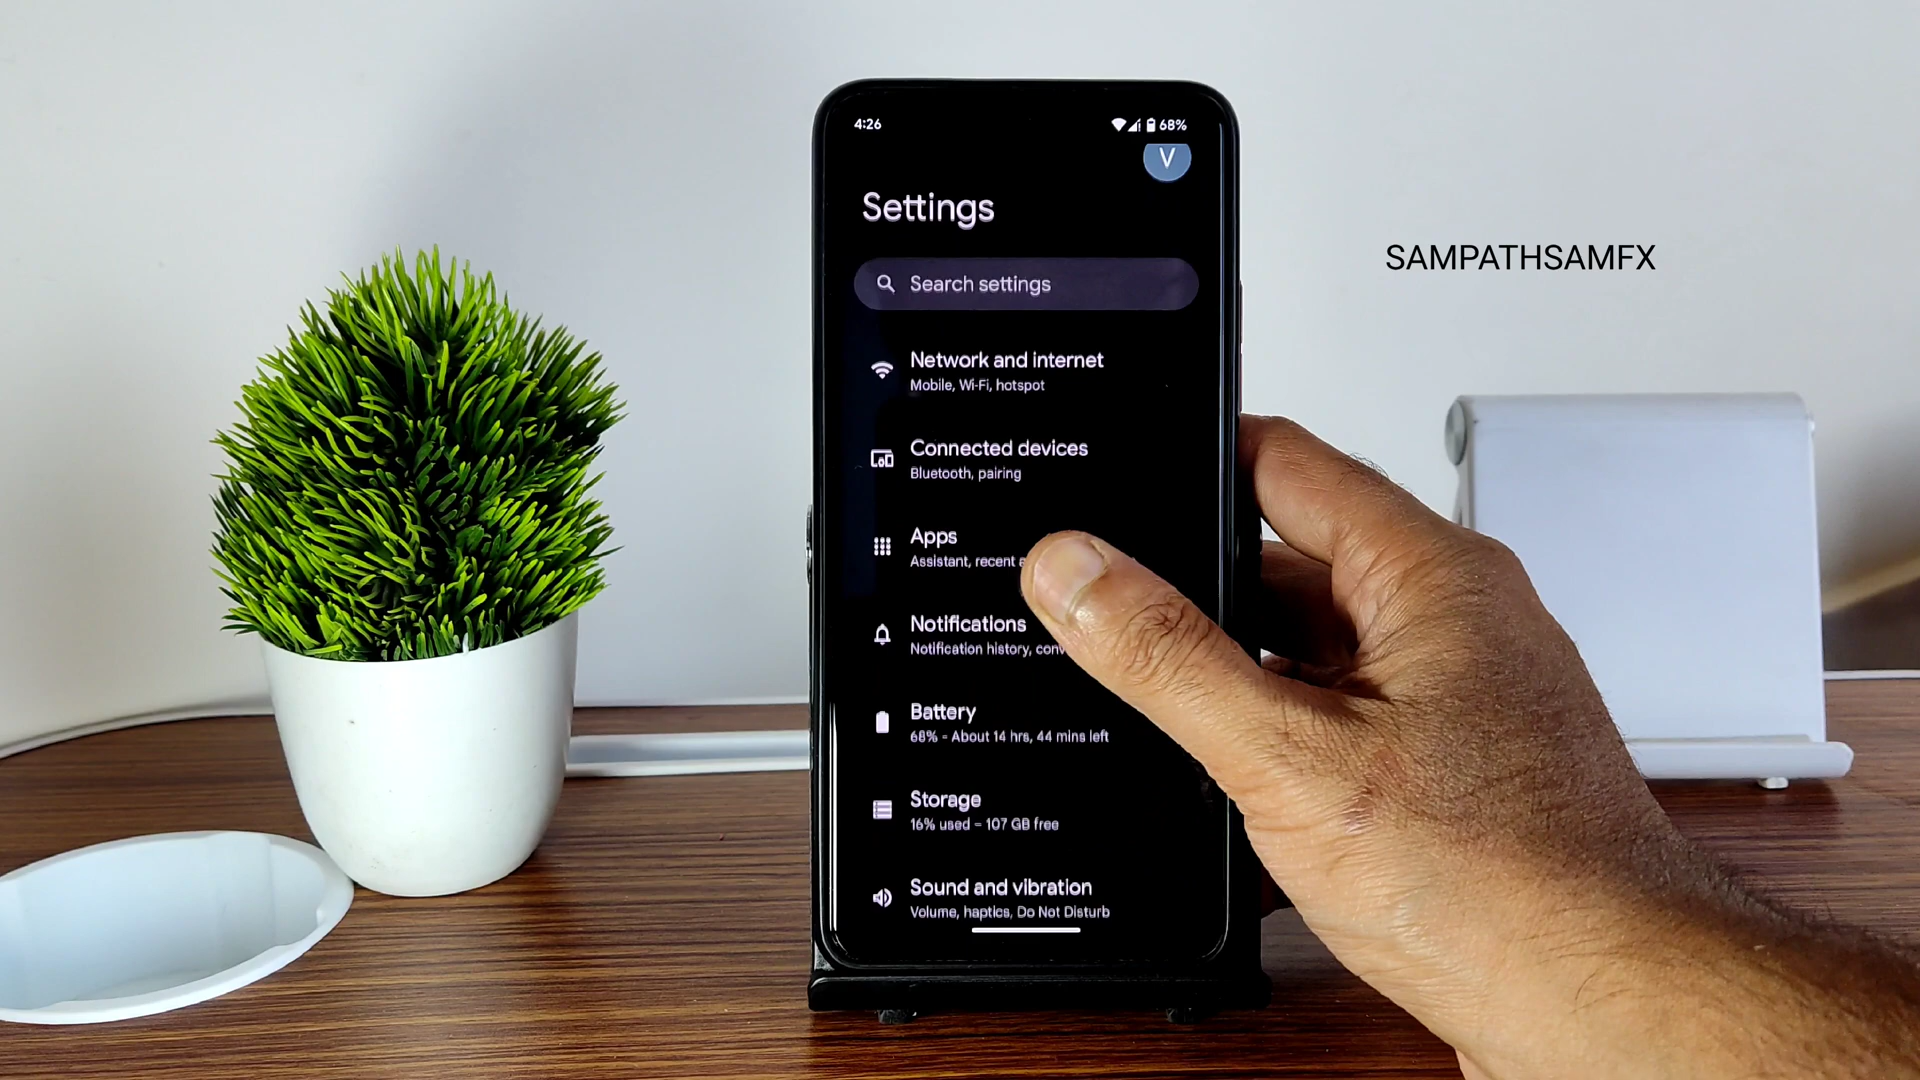 4:26
68%
V
Settings
SAMPATHSAMFX
Search settings
Network and internet
Mobile, Wi-Fi, hotspot
Connected devices
Bluetooth, pairing
Apps
Assistant, recent
Notifications
Notification history,
Battery
68% - About 14 hrs, 44 mins left
Storage
16% used - 107 GB free
Sound and vibration
Volume, haptics, Do Not Disturb